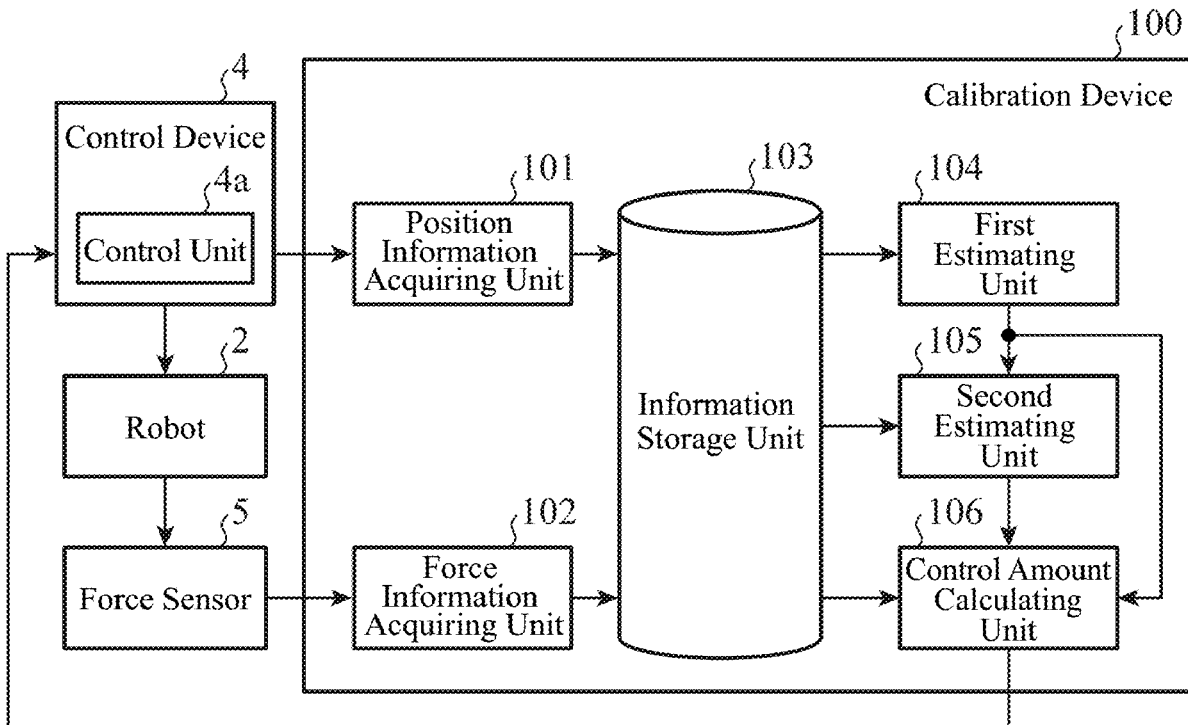 100
Calibration Device
4
Control Device
4a
Control Unit
101
Position
Information
Acquiring Unit
103
Information
Storage Unit
104
First
Estimating
Unit
2
Robot
105
Second
Estimating
Unit
5
Force Sensor
102
Force
Information
Acquiring Unit
106
Control Amount
Calculating
Unit